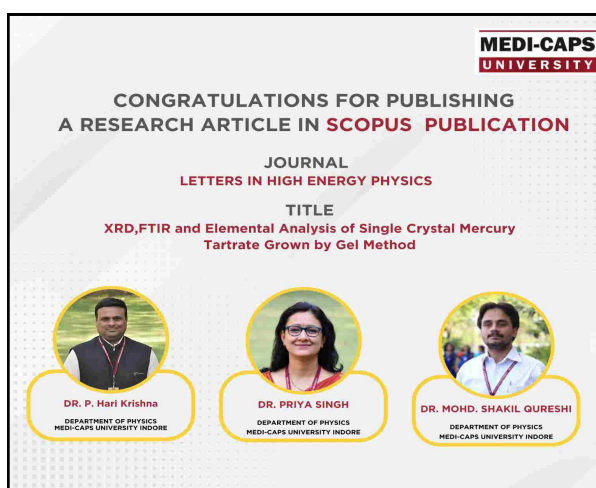 MEDI-CAPS
UNIVERSITY
CONGRATULATIONS FOR PUBLISHING
A RESEARCH ARTICLE IN SCOPUS PUBLICATION
JOURNAL
LETTERS IN HIGH ENERGY PHYSICS
TITLE
XRD,FTIR and Elemental Analysis of Single Crystal Mercury
Tartrate Grown by Gel Method
DR. P. Hari Krishna
DEPARTMENT OF PHYSICS
MEDI-CAPS UNIVERSITY INDORE
DR. PRIYA SINGH
DEPARTMENT OF PHYSICS
MEDI-CAPS UNIVERSITY INDORE
DR. MOHD. SHAKIL QURESHI
DEPARTMENT OF PHYSICS
MEDI-CAPS UNIVERSITY INDORE